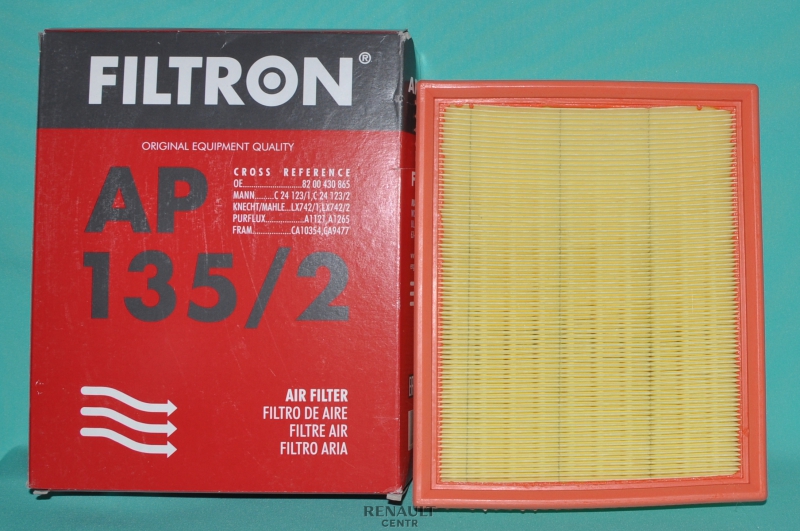 FILTRON®
ORIGINAL EQUIPMENT QUALITY
AP
135/2
CROSS REFERENCE
OE......................82 00 430 865
MANN..........C 24 123/1,C 24 123/2
KNECHT/MAHLE...LX742/1,LX742/2
PURFLUX................A1121,A1265
FRAM...............CA10354,CA9477
AIR FILTER
FILTRO DE AIRE
FILTRE AIR
FILTRO ARIA
RENAULT
CENTR